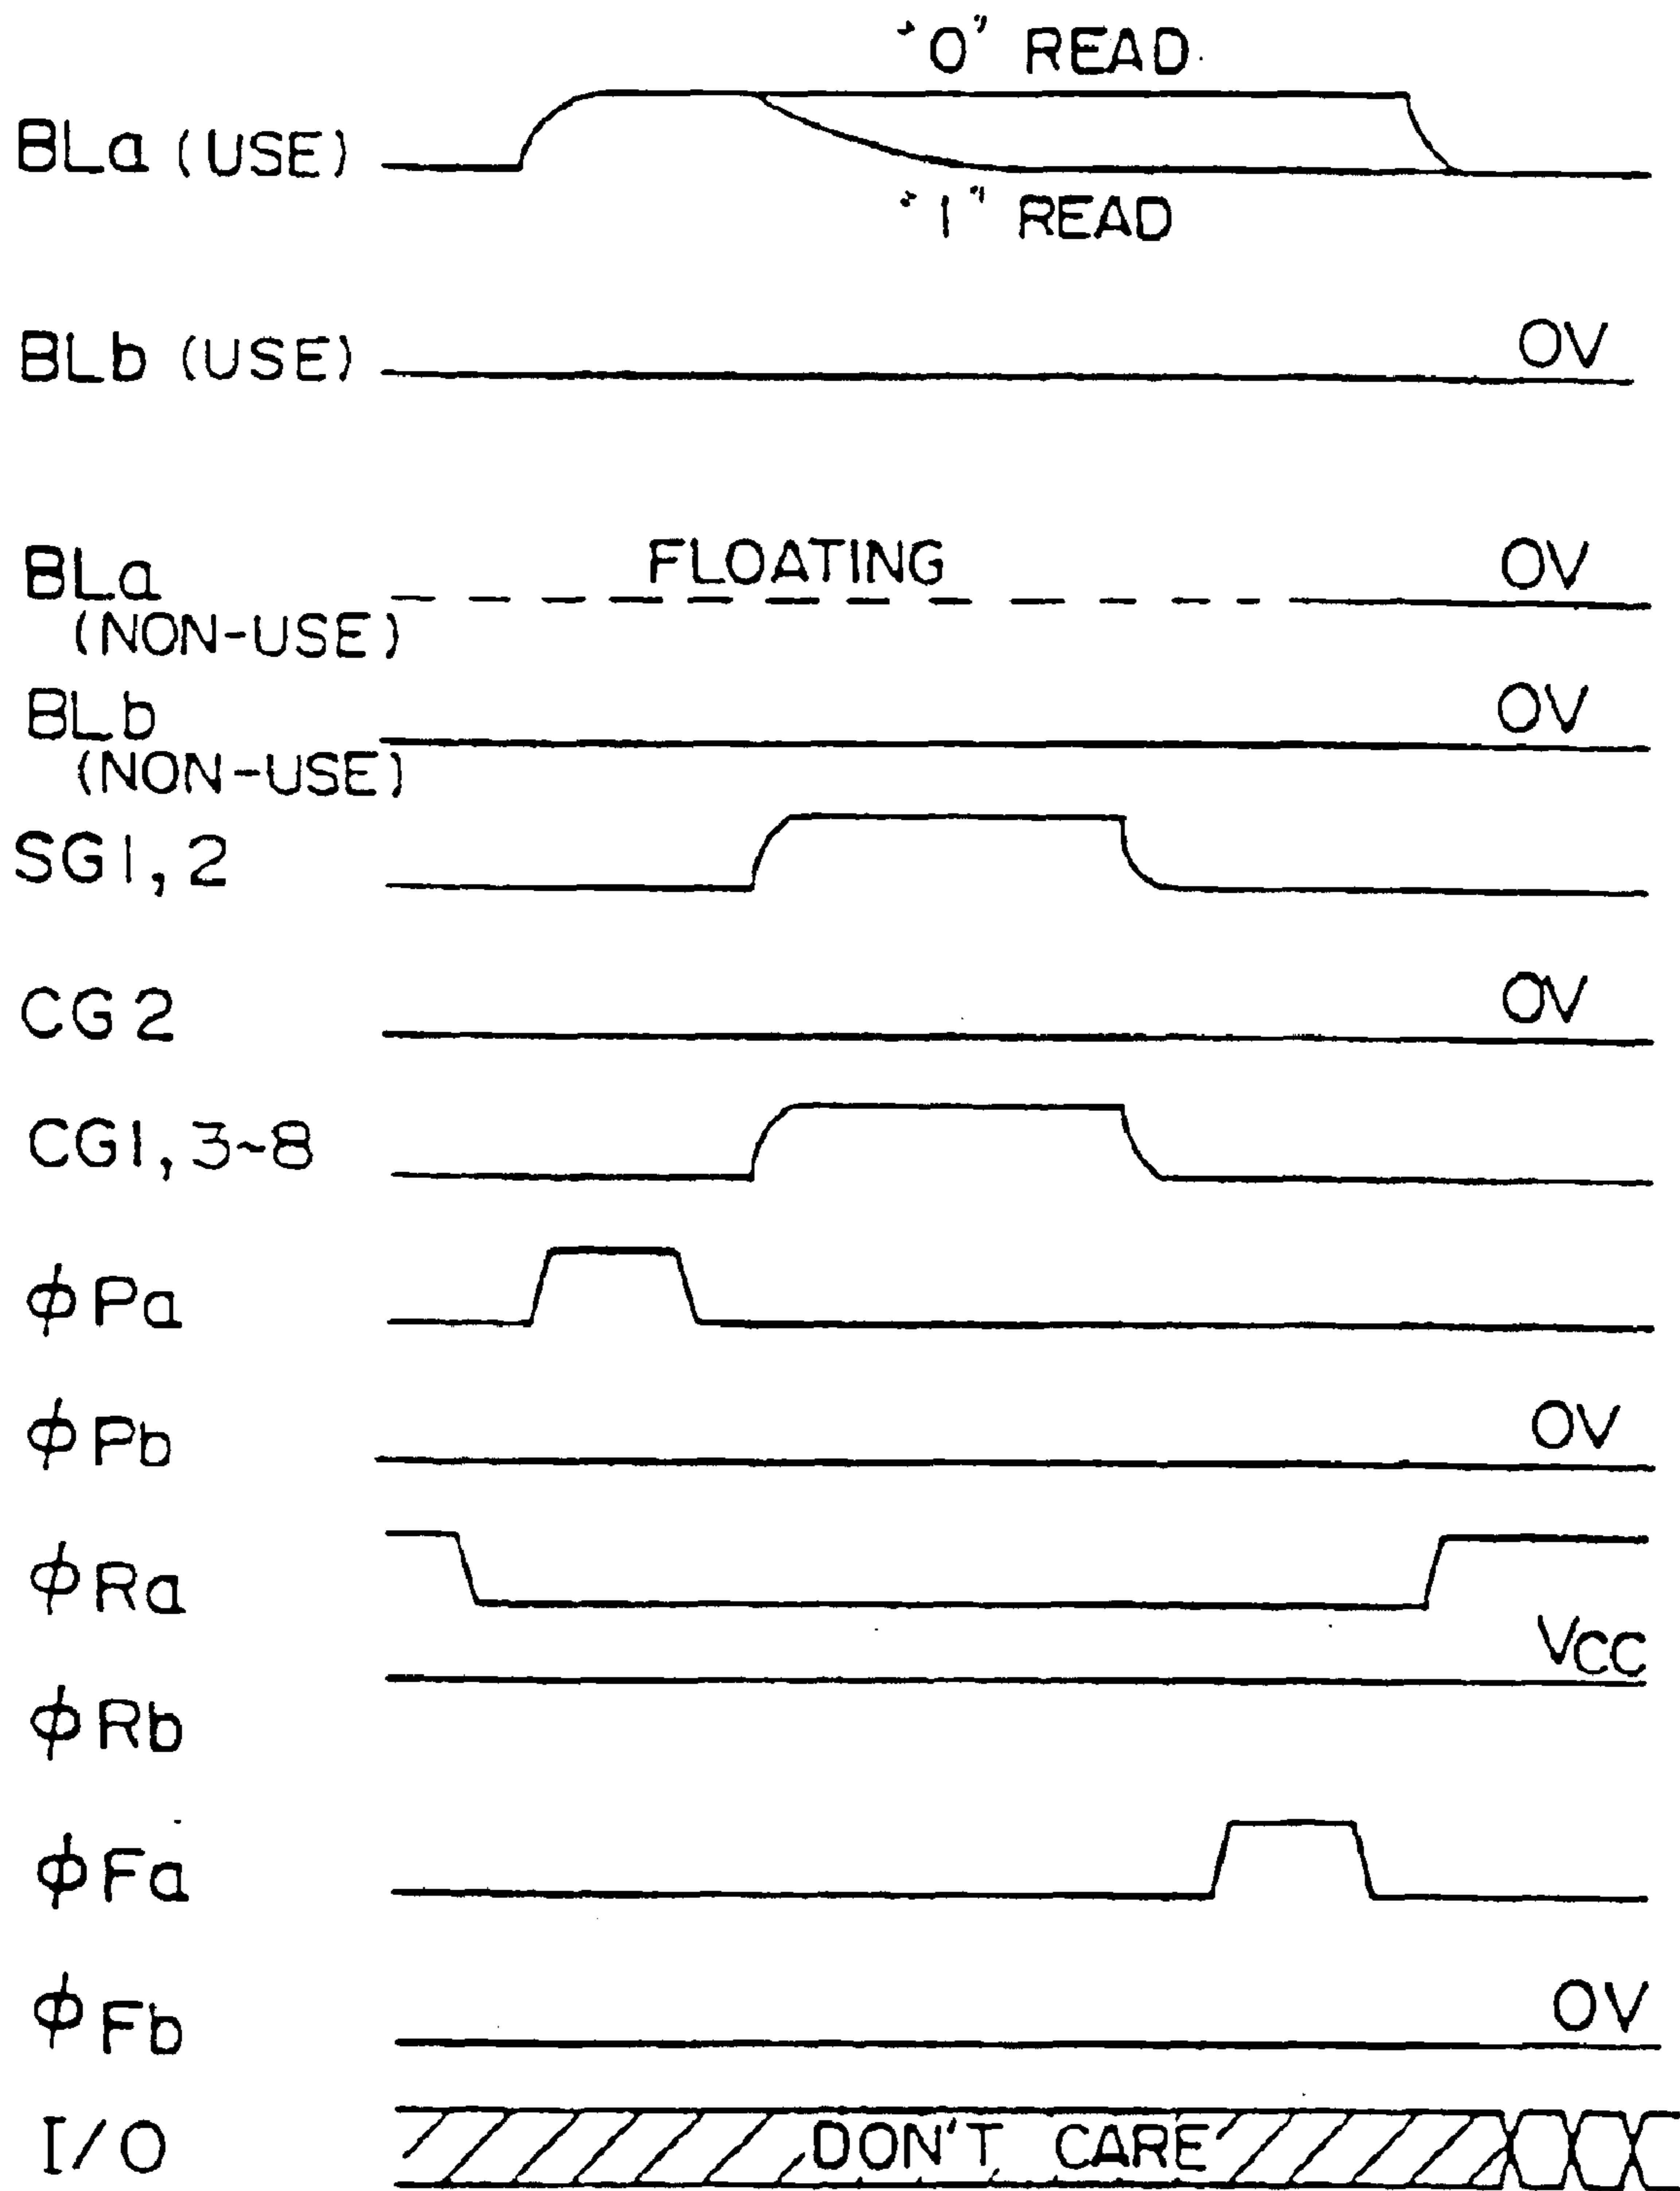 "0" READ
BLa (USE)
"1" READ
BLb (USE)
0V
BLa
(NON-USE)
FLOATING
0V
BLb
(NON-USE)
0V
SG1, 2
CG2
0V
CG1, 3~8
ϕPa
ϕPb
0V
ϕRa
VCC
ϕRb
ϕFa
ϕFb
0V
I/O
DON'T CARE